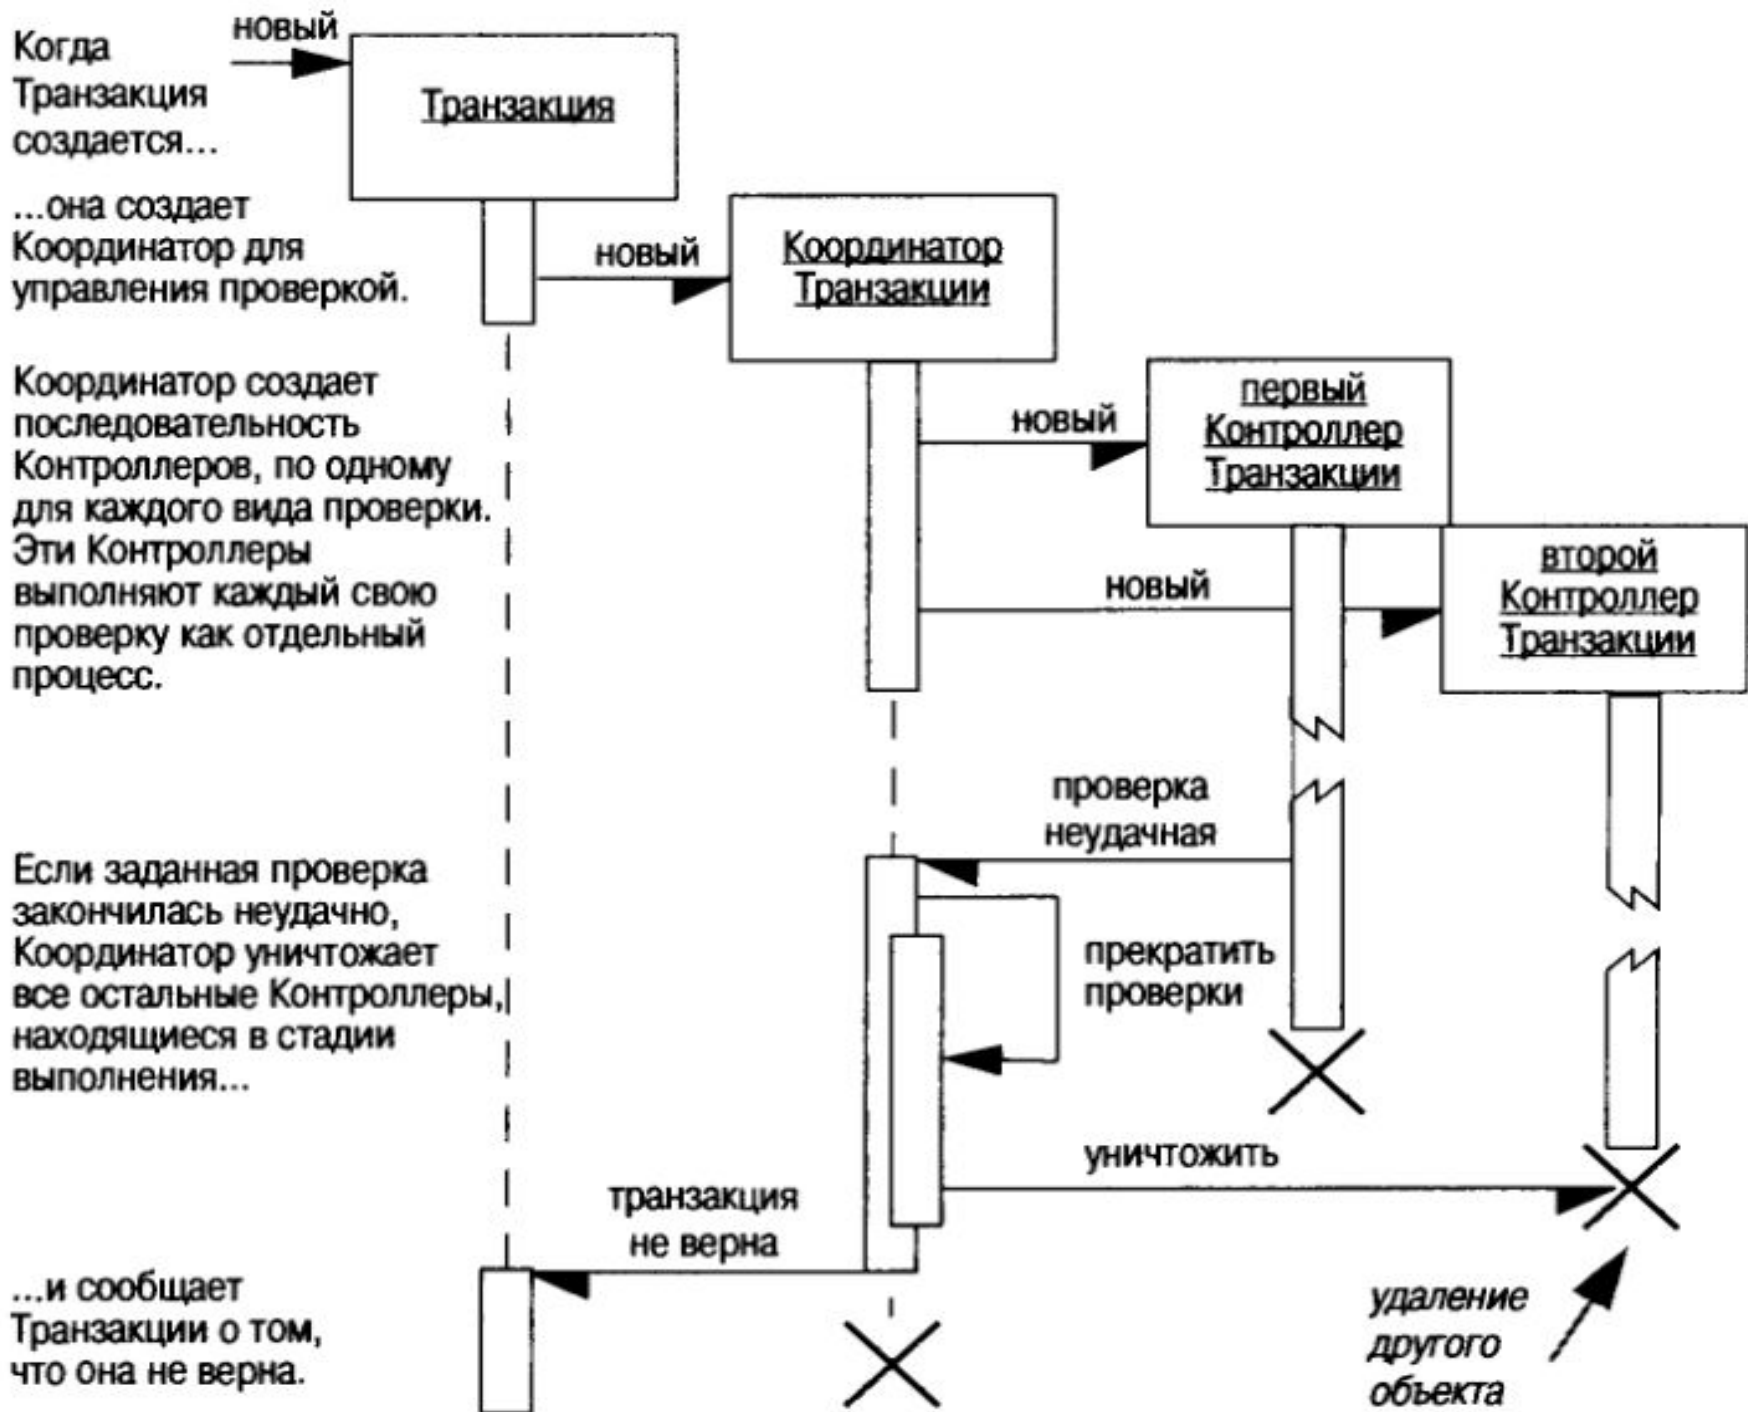 новый
Когда
Транзакция
создается...
Транзакция
...она создает
Координатор для
управления проверкой.
новый
Координатор
Транзакции
Координатор создает
последовательность
Контроллеров, по одному
для каждого вида проверки.
Эти Контроллеры
выполняют каждый свою
проверку как отдельный
процесс.
новый
первый
Контроллер
Транзакции
новый
второй
Контроллер
Транзакции
проверка
неудачная
Если заданная проверка
закончилась неудачно,
Координатор уничтожает
все остальные Контроллеры,
находящиеся в стадии
выполнения...
прекратить
проверки
уничтожить
транзакция
не верна
...и сообщает
Транзакции о том,
что она не верна.
удаление
другого
объекта